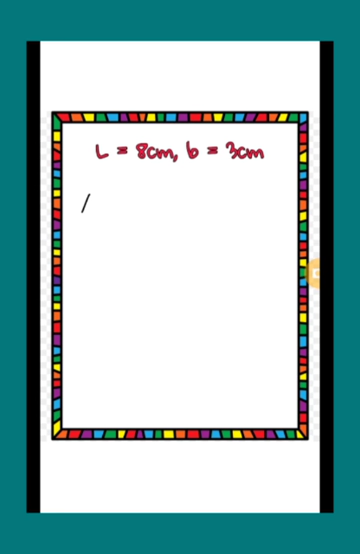 L = 8cm, b = 3cm